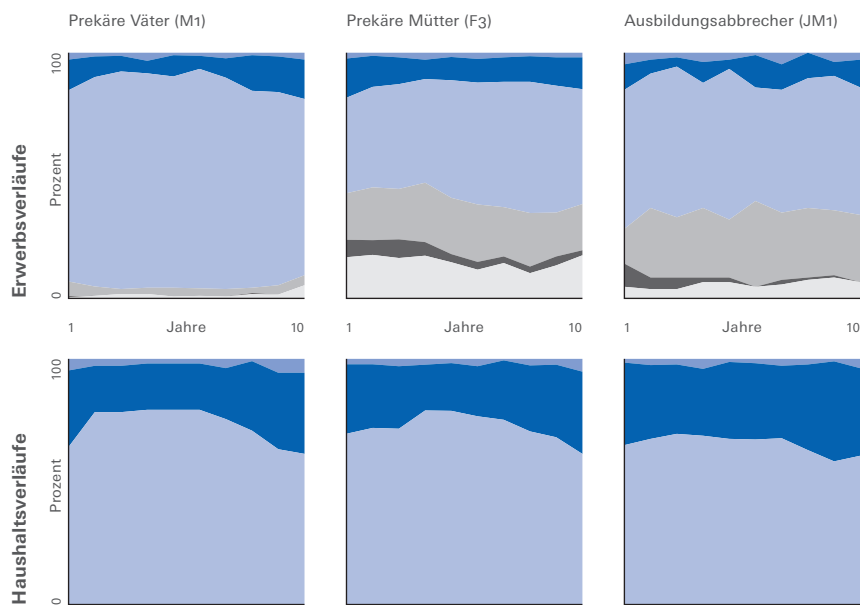 Prekäre Väter (M1)
Prekäre Mütter (F3)
Ausbildungsabbrecher (JM1)
Erwerbsverläufe
Prozent
100
0
1 Jahre 10
1 Jahre 10
1 Jahre 10
Haushaltsverläufe
Prozent
100
0